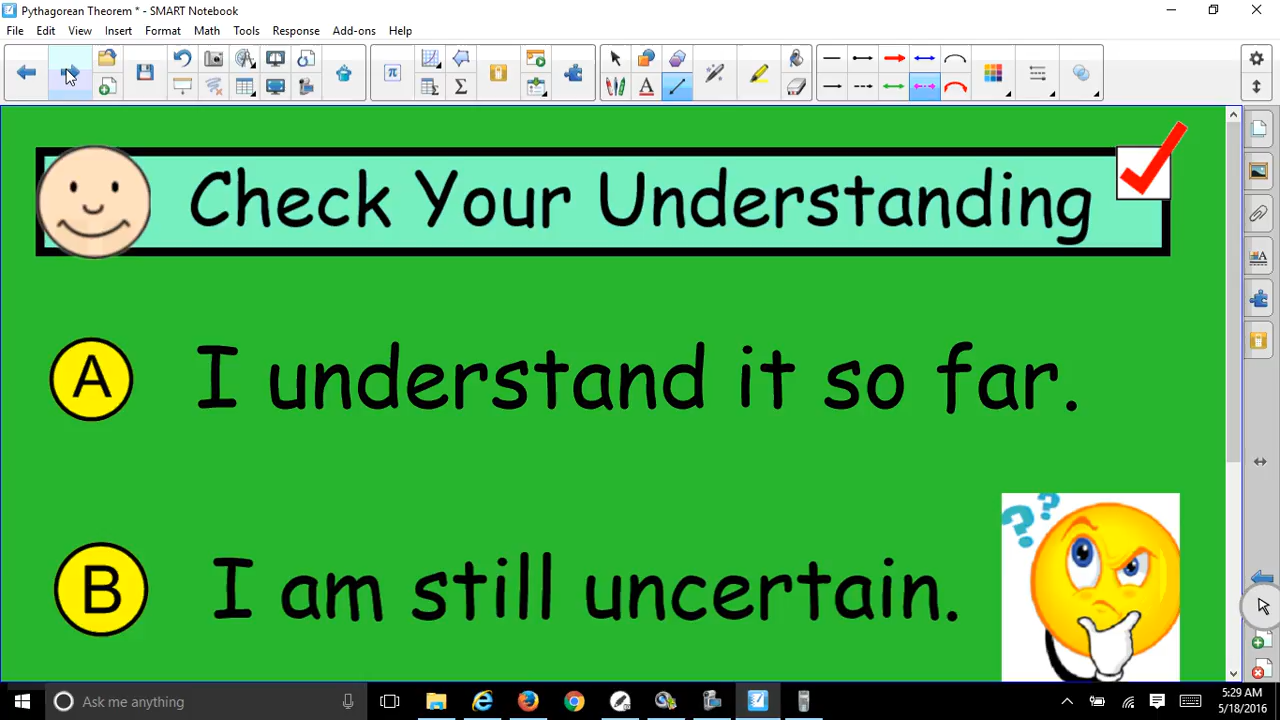 Pythagorean Theorem * - SMART Notebook
File Edit View Insert Format Math Tools Response Add-ons Help
π Σ A
Check Your Understanding
A I understand it so far.
? ?
B I am still uncertain.
Ask me anything
5:29 AM
5/18/2016